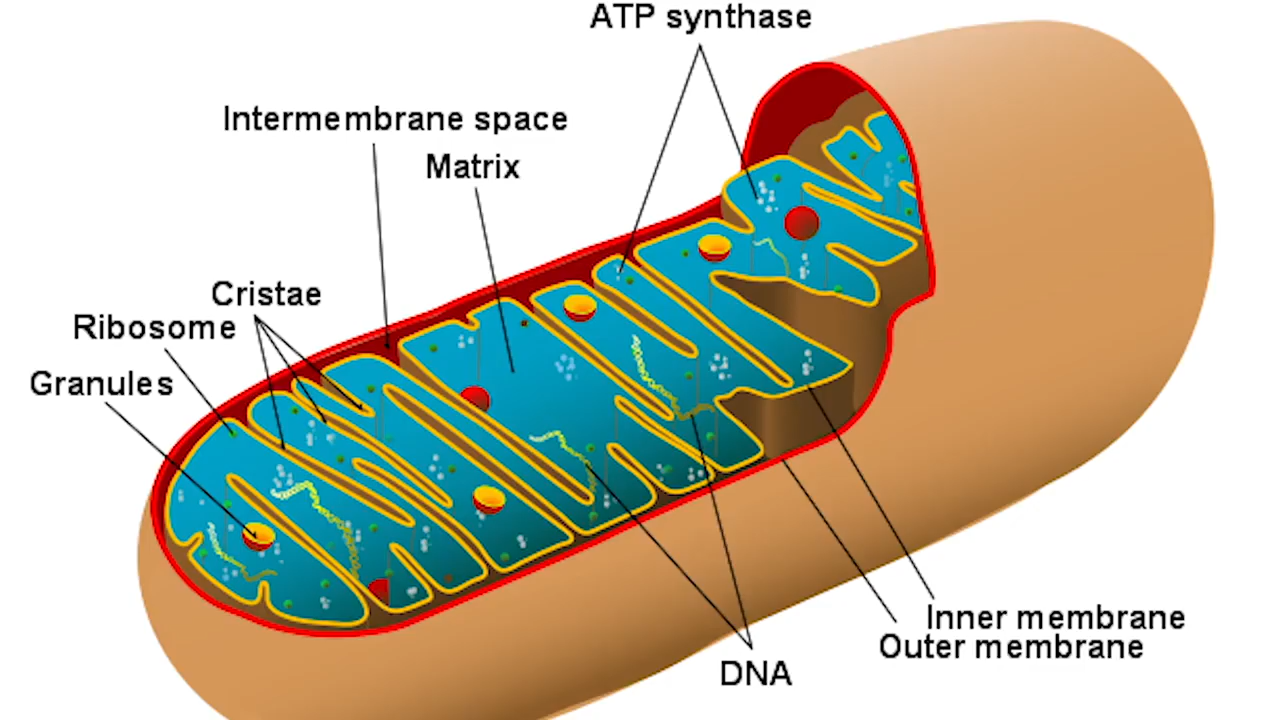 ATP synthase
Intermembrane space
Matrix
Cristae
Ribosome
Granules
Inner membrane
Outer membrane
DNA